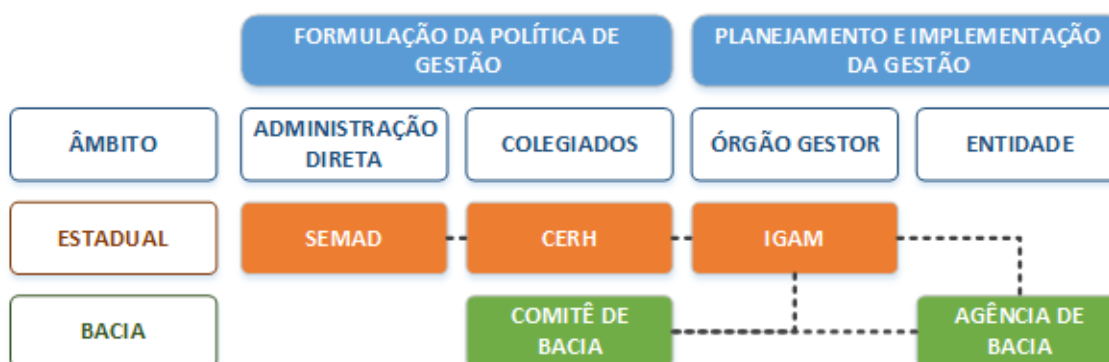 FORMULAÇÃO DA POLÍTICA DE
GESTÃO
PLANEJAMENTO E IMPLEMENTAÇÃO
DA GESTÃO
ÂMBITO
ADMINISTRAÇÃO
DIRETA
COLEGIADOS
ÓRGÃO GESTOR
ENTIDADE
ESTADUAL
SEMAD
CERH
IGAM
BACIA
COMITÊ DE
BACIA
AGÊNCIA DE
BACIA